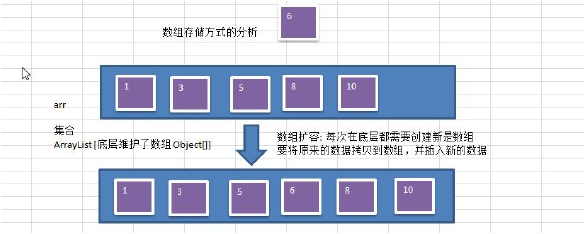 6
数组存储方式的分析
1 3 5 8 10
arr
集合
ArrayList [底层维护了数组 Object[]]
数组扩容: 每次在底层都需要创建新是数组
要将原来的数据拷贝到数组，并插入新的数据
1 3 5 6 8 10